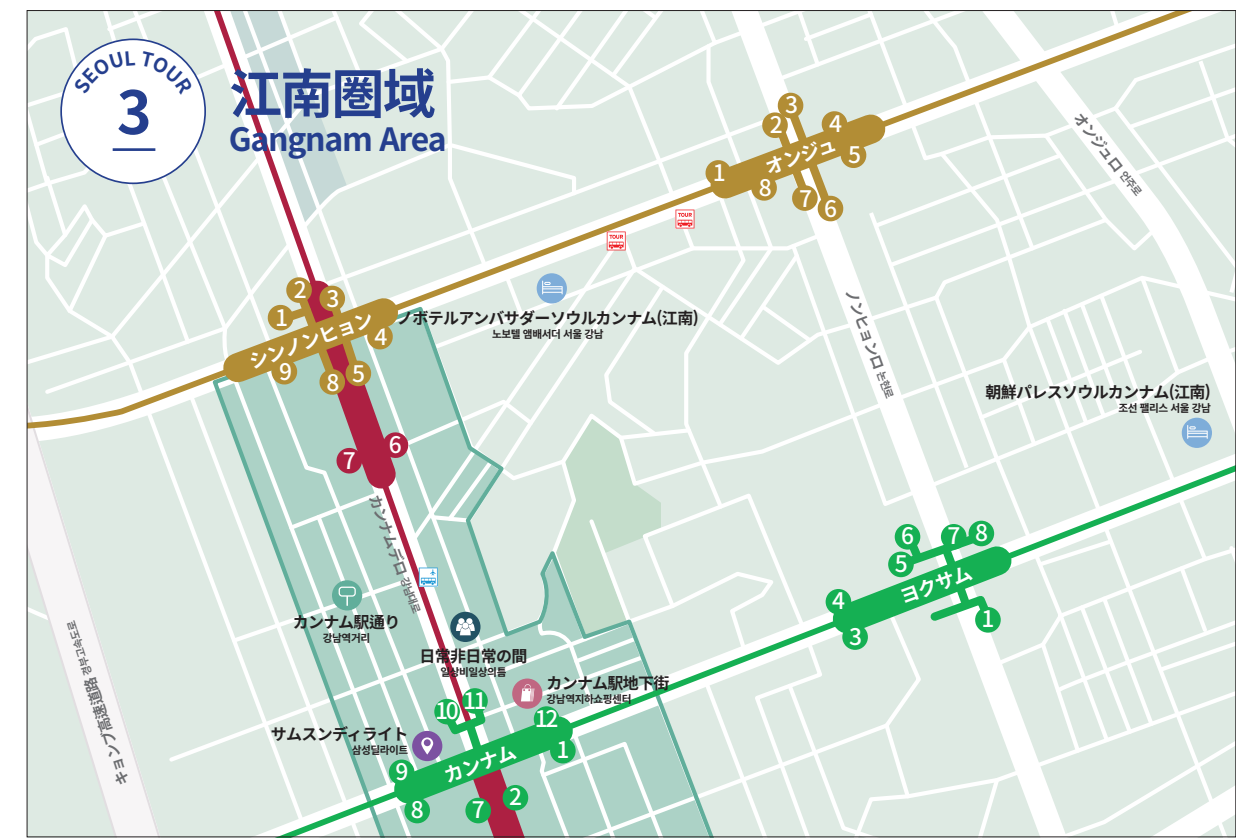 SEOUL TOUR
3
江南圏域
Gangnam Area
3
2
4
オンジュ
5
1
8
7
6
オンジュロ 언주로
TOUR
TOUR
2
3
1
シンノンヒョン
4
9
8
5
ノボテルアンバサダーソウルカンナム(江南)
노보텔 앰배서더 서울 강남
ノンヒョンロ 논현로
朝鮮パレスソウルカンナム(江南)
조선 팰리스 서울 강남
6
7
カンナムデロ 강남대로
6
7
8
5
ヨクサム
4
3
1
カンナム駅通り
강남역거리
日常非日常の間
일상비일상의틈
カンナム駅地下街
강남역지하쇼핑센터
キョンブ高速道路 경부고속도로
サムスンディライト
삼성딜라이트
10
11
12
カンナム
1
9
8
7
2